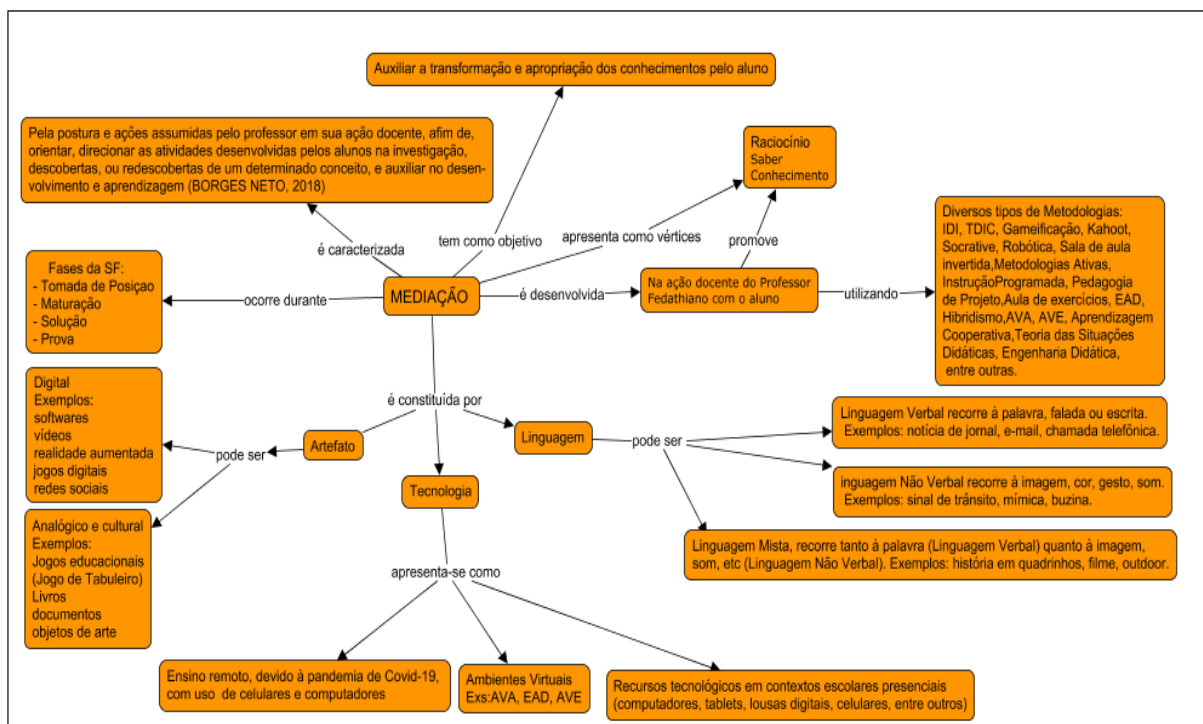 Auxiliar a transformação e apropriação dos conhecimentos pelo aluno
Pela postura e ações assumidas pelo professor em sua ação docente, afim de,
orientar, direcionar as atividades desenvolvidas pelos alunos na investigação,
descobertas, ou redescobertas de um determinado conceito, e auxiliar no desen-
volvimento e aprendizagem (BORGES NETO, 2018)
Raciocínio
Saber
Conhecimento
é caracterizada
tem como objetivo
apresenta como vértices
promove
Diversos tipos de Metodologias:
IDI, TDIC, Gameificação, Kahoot,
Socrative, Robótica, Sala de aula
invertida,Metodologias Ativas,
InstruçãoProgramada, Pedagogia
de Projeto,Aula de exercícios, EAD,
Hibridismo,AVA, AVE, Aprendizagem
Cooperativa,Teoria das Situações
Didáticas, Engenharia Didática,
entre outras.
Fases da SF:
- Tomada de Posiçao
- Maturação
- Solução
- Prova
ocorre durante
MEDIAÇÃO
é desenvolvida
Na ação docente do Professor
Fedathiano com o aluno
utilizando
é constituída por
Digital
Exemplos:
softwares
vídeos
realidade aumentada
jogos digitais
redes sociais
pode ser
Artefato
Linguagem
pode ser
Linguagem Verbal recorre à palavra, falada ou escrita.
Exemplos: notícia de jornal, e-mail, chamada telefônica.
inguagem Não Verbal recorre à imagem, cor, gesto, som.
Exemplos: sinal de trânsito, mímica, buzina.
Tecnologia
Analógico e cultural
Exemplos:
Jogos educacionais
(Jogo de Tabuleiro)
Livros
documentos
objetos de arte
Linguagem Mista, recorre tanto à palavra (Linguagem Verbal) quanto à imagem,
som, etc (Linguagem Não Verbal). Exemplos: história em quadrinhos, filme, outdoor.
apresenta-se como
Ensino remoto, devido à pandemia de Covid-19,
com uso de celulares e computadores
Ambientes Virtuais
Exs:AVA, EAD, AVE
Recursos tecnológicos em contextos escolares presenciais
(computadores, tablets, lousas digitais, celulares, entre outros)